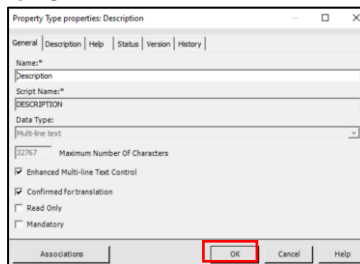 Property Type properties: Description
General Description Help Status Version History
Name:*
Description
Script Name:*
DESCRIPTION
Data Type:
Multi-line text
32767 Maximum Number Of Characters
Enhanced Multi-line Text Control
Confirmed for translation
Read Only
Mandatory
Associations OK Cancel Help